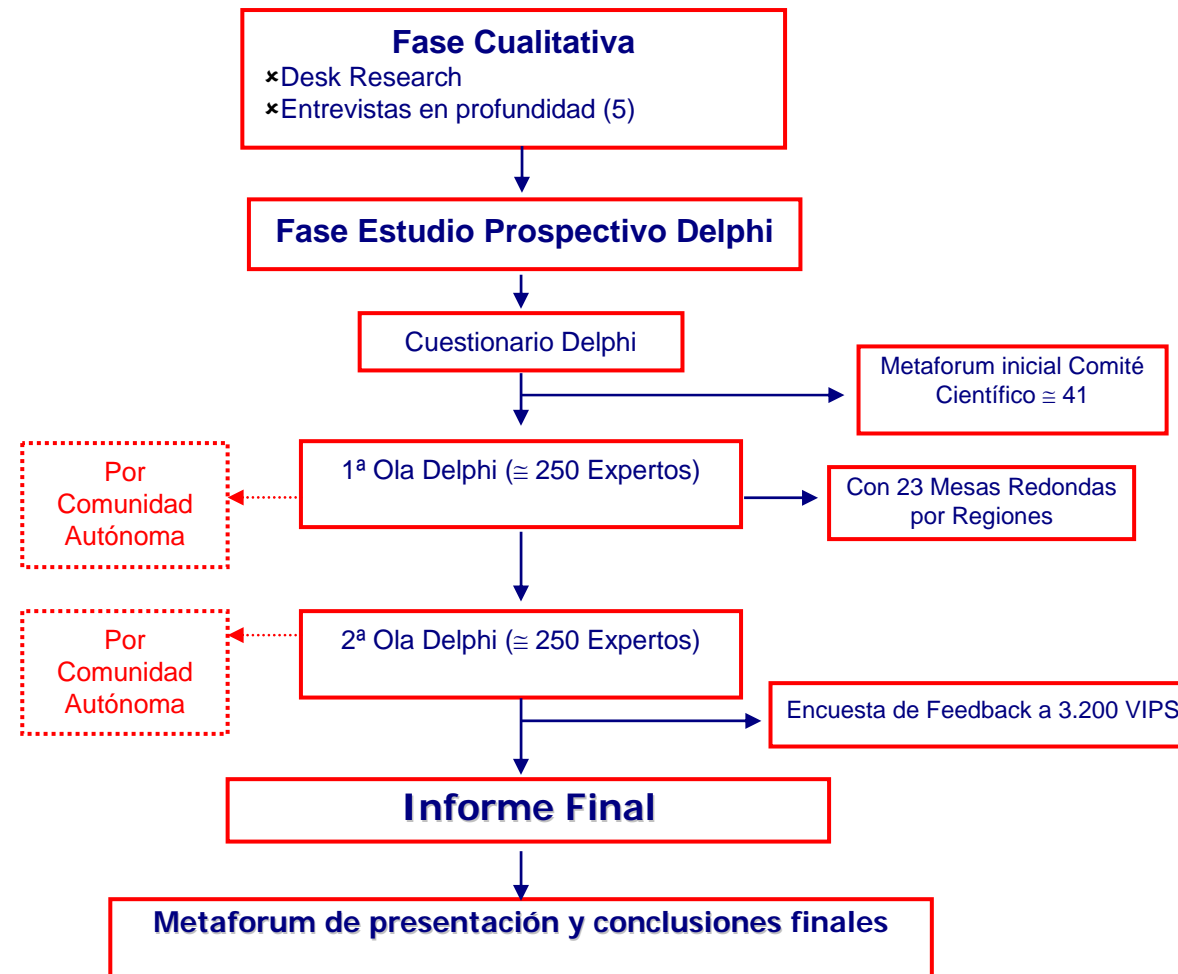 Fase Cualitativa
×Desk Research
×Entrevistas en profundidad (5)
Fase Estudio Prospectivo Delphi
Cuestionario Delphi
Metaforum inicial Comité
Científico ≅ 41
Por
Comunidad
Autónoma
1ª Ola Delphi (≅ 250 Expertos)
Con 23 Mesas Redondas
por Regiones
Por
Comunidad
Autónoma
2ª Ola Delphi (≅ 250 Expertos)
Encuesta de Feedback a 3.200 VIPS
Informe Final
Metaforum de presentación y conclusiones finales